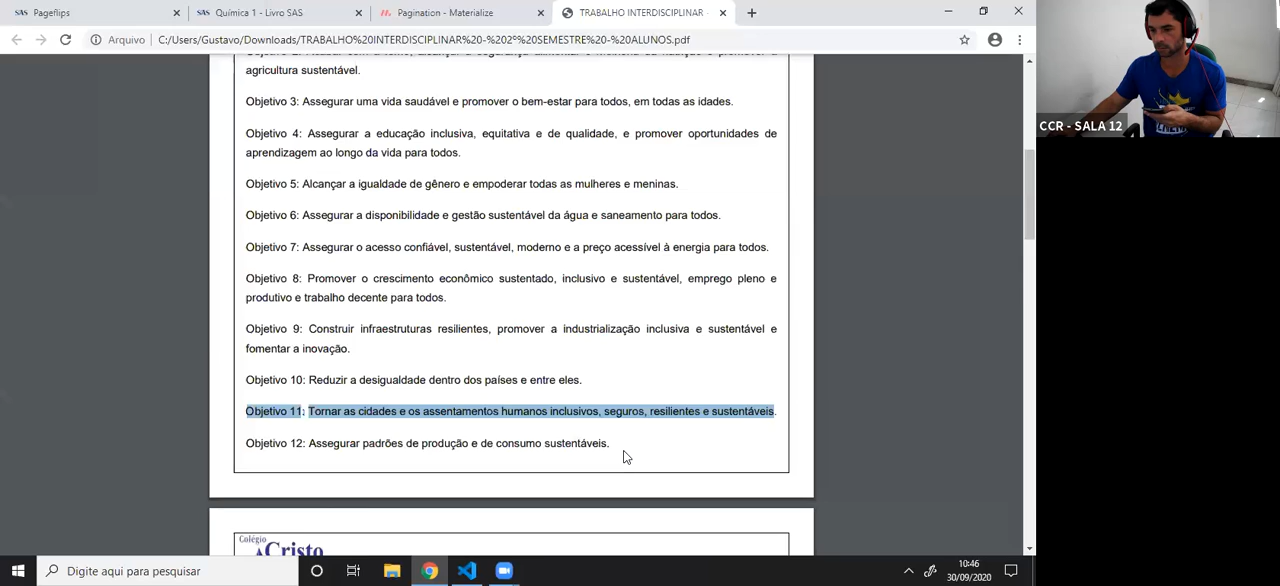 Pageflips
Química 1 - Livro SAS
Pagination - Materialize
TRABALHO INTERDISCIPLINAR -
Arquivo
C:/Users/Gustavo/Downloads/TRABALHO%20INTERDISCIPLINAR%20-%202º%20SEMESTRE%20-%20ALUNOS.pdf
agricultura sustentável.
Objetivo 3: Assegurar uma vida saudável e promover o bem-estar para todos, em todas as idades.
Objetivo 4: Assegurar a educação inclusiva, equitativa e de qualidade, e promover oportunidades de
aprendizagem ao longo da vida para todos.
Objetivo 5: Alcançar a igualdade de gênero e empoderar todas as mulheres e meninas.
Objetivo 6: Assegurar a disponibilidade e gestão sustentável da água e saneamento para todos.
Objetivo 7: Assegurar o acesso confiável, sustentável, moderno e a preço acessível à energia para todos.
Objetivo 8: Promover o crescimento econômico sustentado, inclusivo e sustentável, emprego pleno e
produtivo e trabalho decente para todos.
Objetivo 9: Construir infraestruturas resilientes, promover a industrialização inclusiva e sustentável e
fomentar a inovação.
Objetivo 10: Reduzir a desigualdade dentro dos países e entre eles.
Objetivo 11: Tornar as cidades e os assentamentos humanos inclusivos, seguros, resilientes e sustentáveis.
Objetivo 12: Assegurar padrões de produção e de consumo sustentáveis.
Colégio
Cristo
CCR - SALA 12
Digite aqui para pesquisar
10:46
30/09/2020